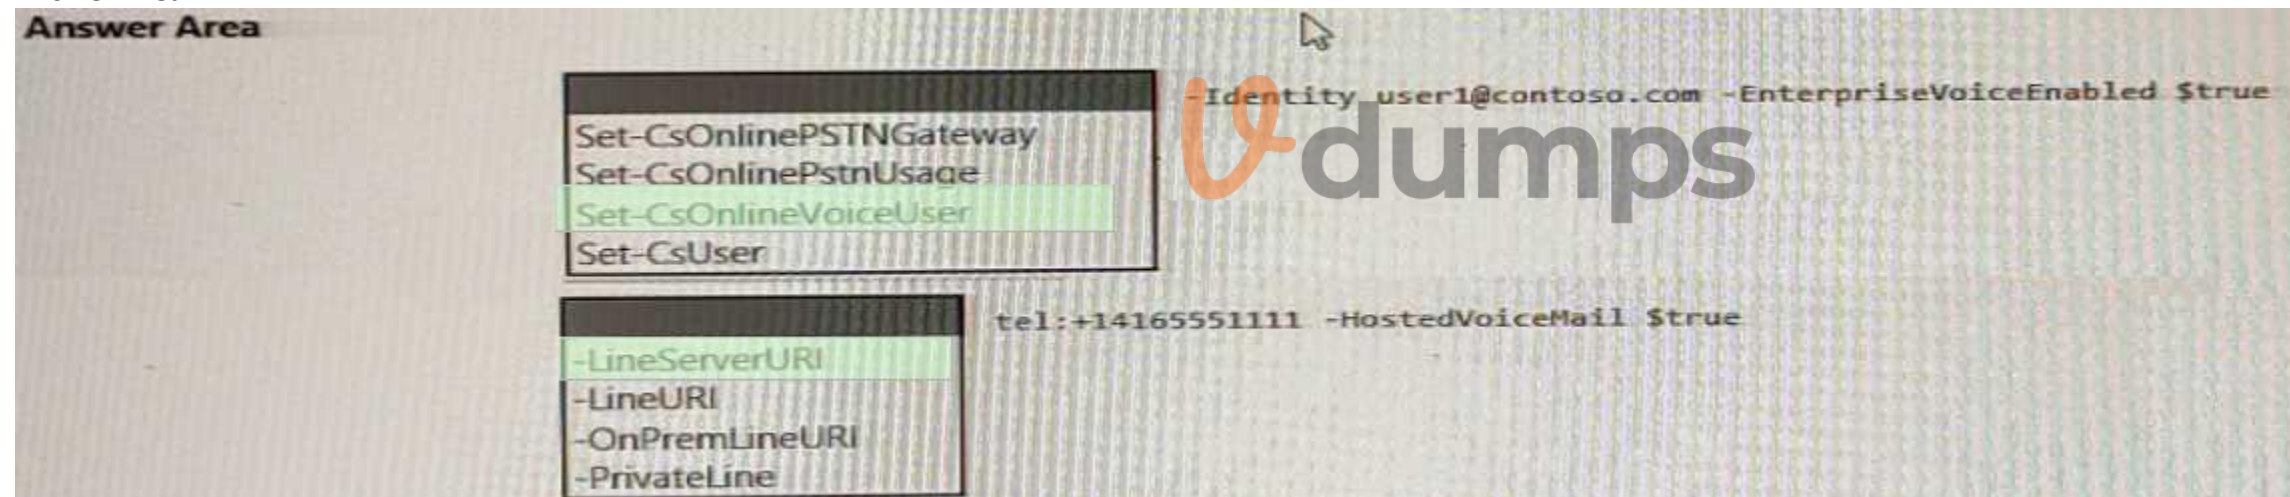 Answer Area
-Identity user1@contoso.com -EnterpriseVoiceEnabled $true
Vdumps
Set-CsOnlinePSTNGateway
Set-CsOnlinePstnUsage
Set-CsOnlineVoiceUser
Set-CsUser
tel:+14165551111 -HostedVoiceMail $true
-LineServerURI
-LineURI
-OnPremLineURI
-PrivateLine